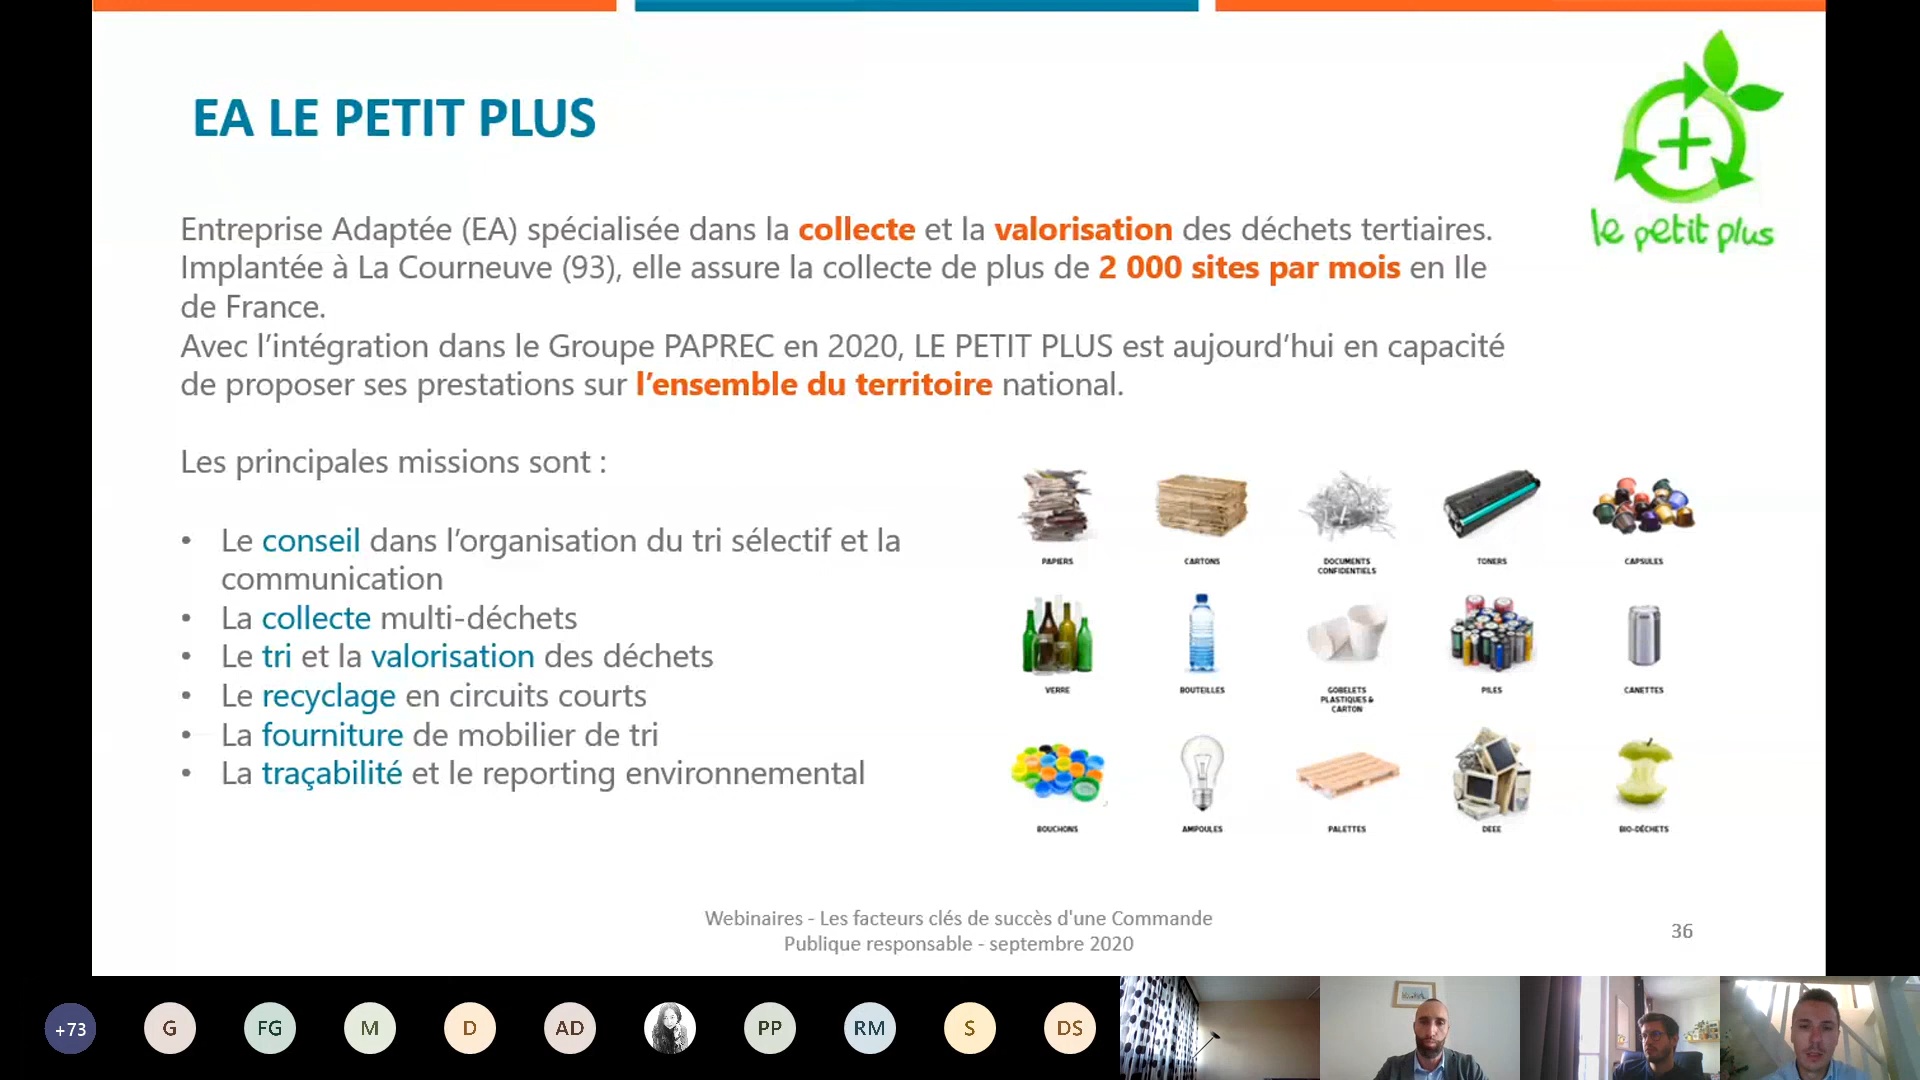 EA LE PETIT PLUS
le petit plus
Entreprise Adaptée (EA) spécialisée dans la collecte et la valorisation des déchets tertiaires.
Implantée à La Courneuve (93), elle assure la collecte de plus de 2 000 sites par mois en Ile
de France.
Avec l’intégration dans le Groupe PAPREC en 2020, LE PETIT PLUS est aujourd’hui en capacité
de proposer ses prestations sur l’ensemble du territoire national.
Les principales missions sont :
• Le conseil dans l’organisation du tri sélectif et la
communication
• La collecte multi-déchets
• Le tri et la valorisation des déchets
• Le recyclage en circuits courts
• La fourniture de mobilier de tri
• La traçabilité et le reporting environnemental
PAPIERS
CARTONS
DOCUMENTS
CONFIDENTIELS
TONERS
CAPSULES
VERRE
BOUTEILLES
GOBELETS
PLASTIQUES &
CARTON
PILES
CANETTES
BOUCHONS
AMPOULES
PALETTES
DEEE
BIO-DÉCHETS
Webinaires - Les facteurs clés de succès d'une Commande
Publique responsable - septembre 2020
36
+73
G
FG
M
D
AD
PP
RM
S
DS